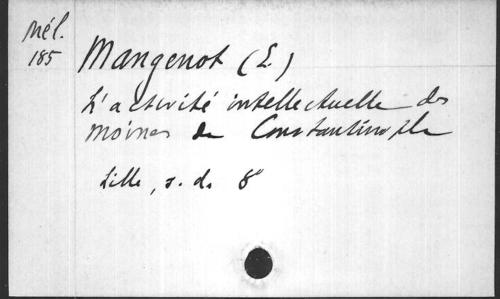 Mél.
185
Mangenot (E.)
L'activité intellectuelle des
moines de Constantinople
Lille, s. d. 8°